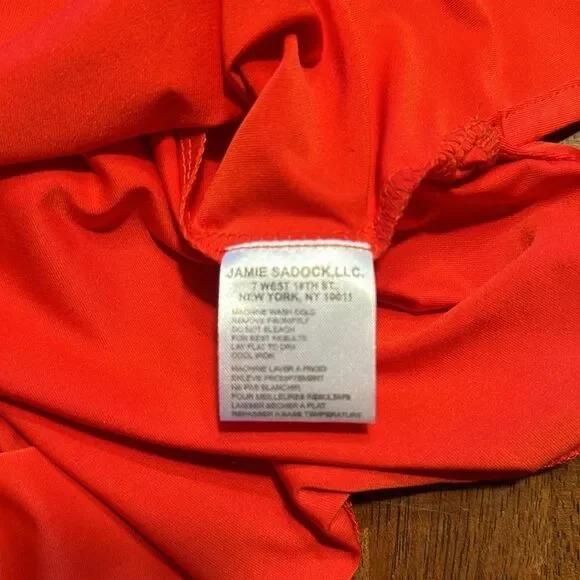 JAMIE SADOCK,LLC.
7 WEST 18TH ST.
NEW YORK, NY 10011
MACHINE WASH COLD
REMOVE PROMPTLY
DO NOT BLEACH
FOR BEST RESULTS
LAY FLAT TO DRY
COOL IRON
MACHINE LAVER A FROID
ENLEVE PROMPTEMENT
NE PAS BLANCHIR
POUR MEILLEURES RESULTATS
LAISSER SECHER A PLAT
REPASSER A BASE TEMPERATURE